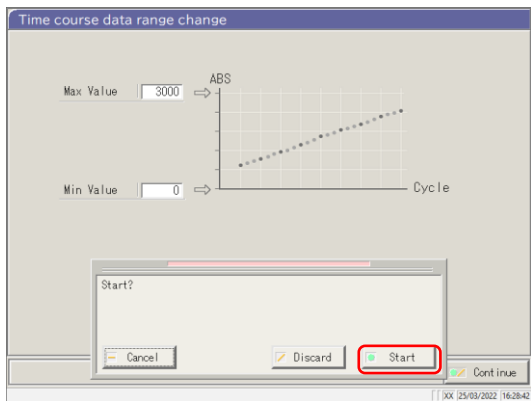 Time course data range change
ABS
Max Value 3000
Min Value 0
Cycle
Start?
Cancel Discard Start
Continue
XX 25/03/2022 16:28:42